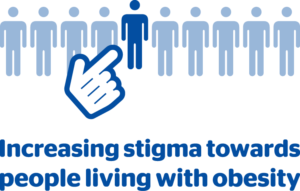 Increasing stigma towards
people living with obesity